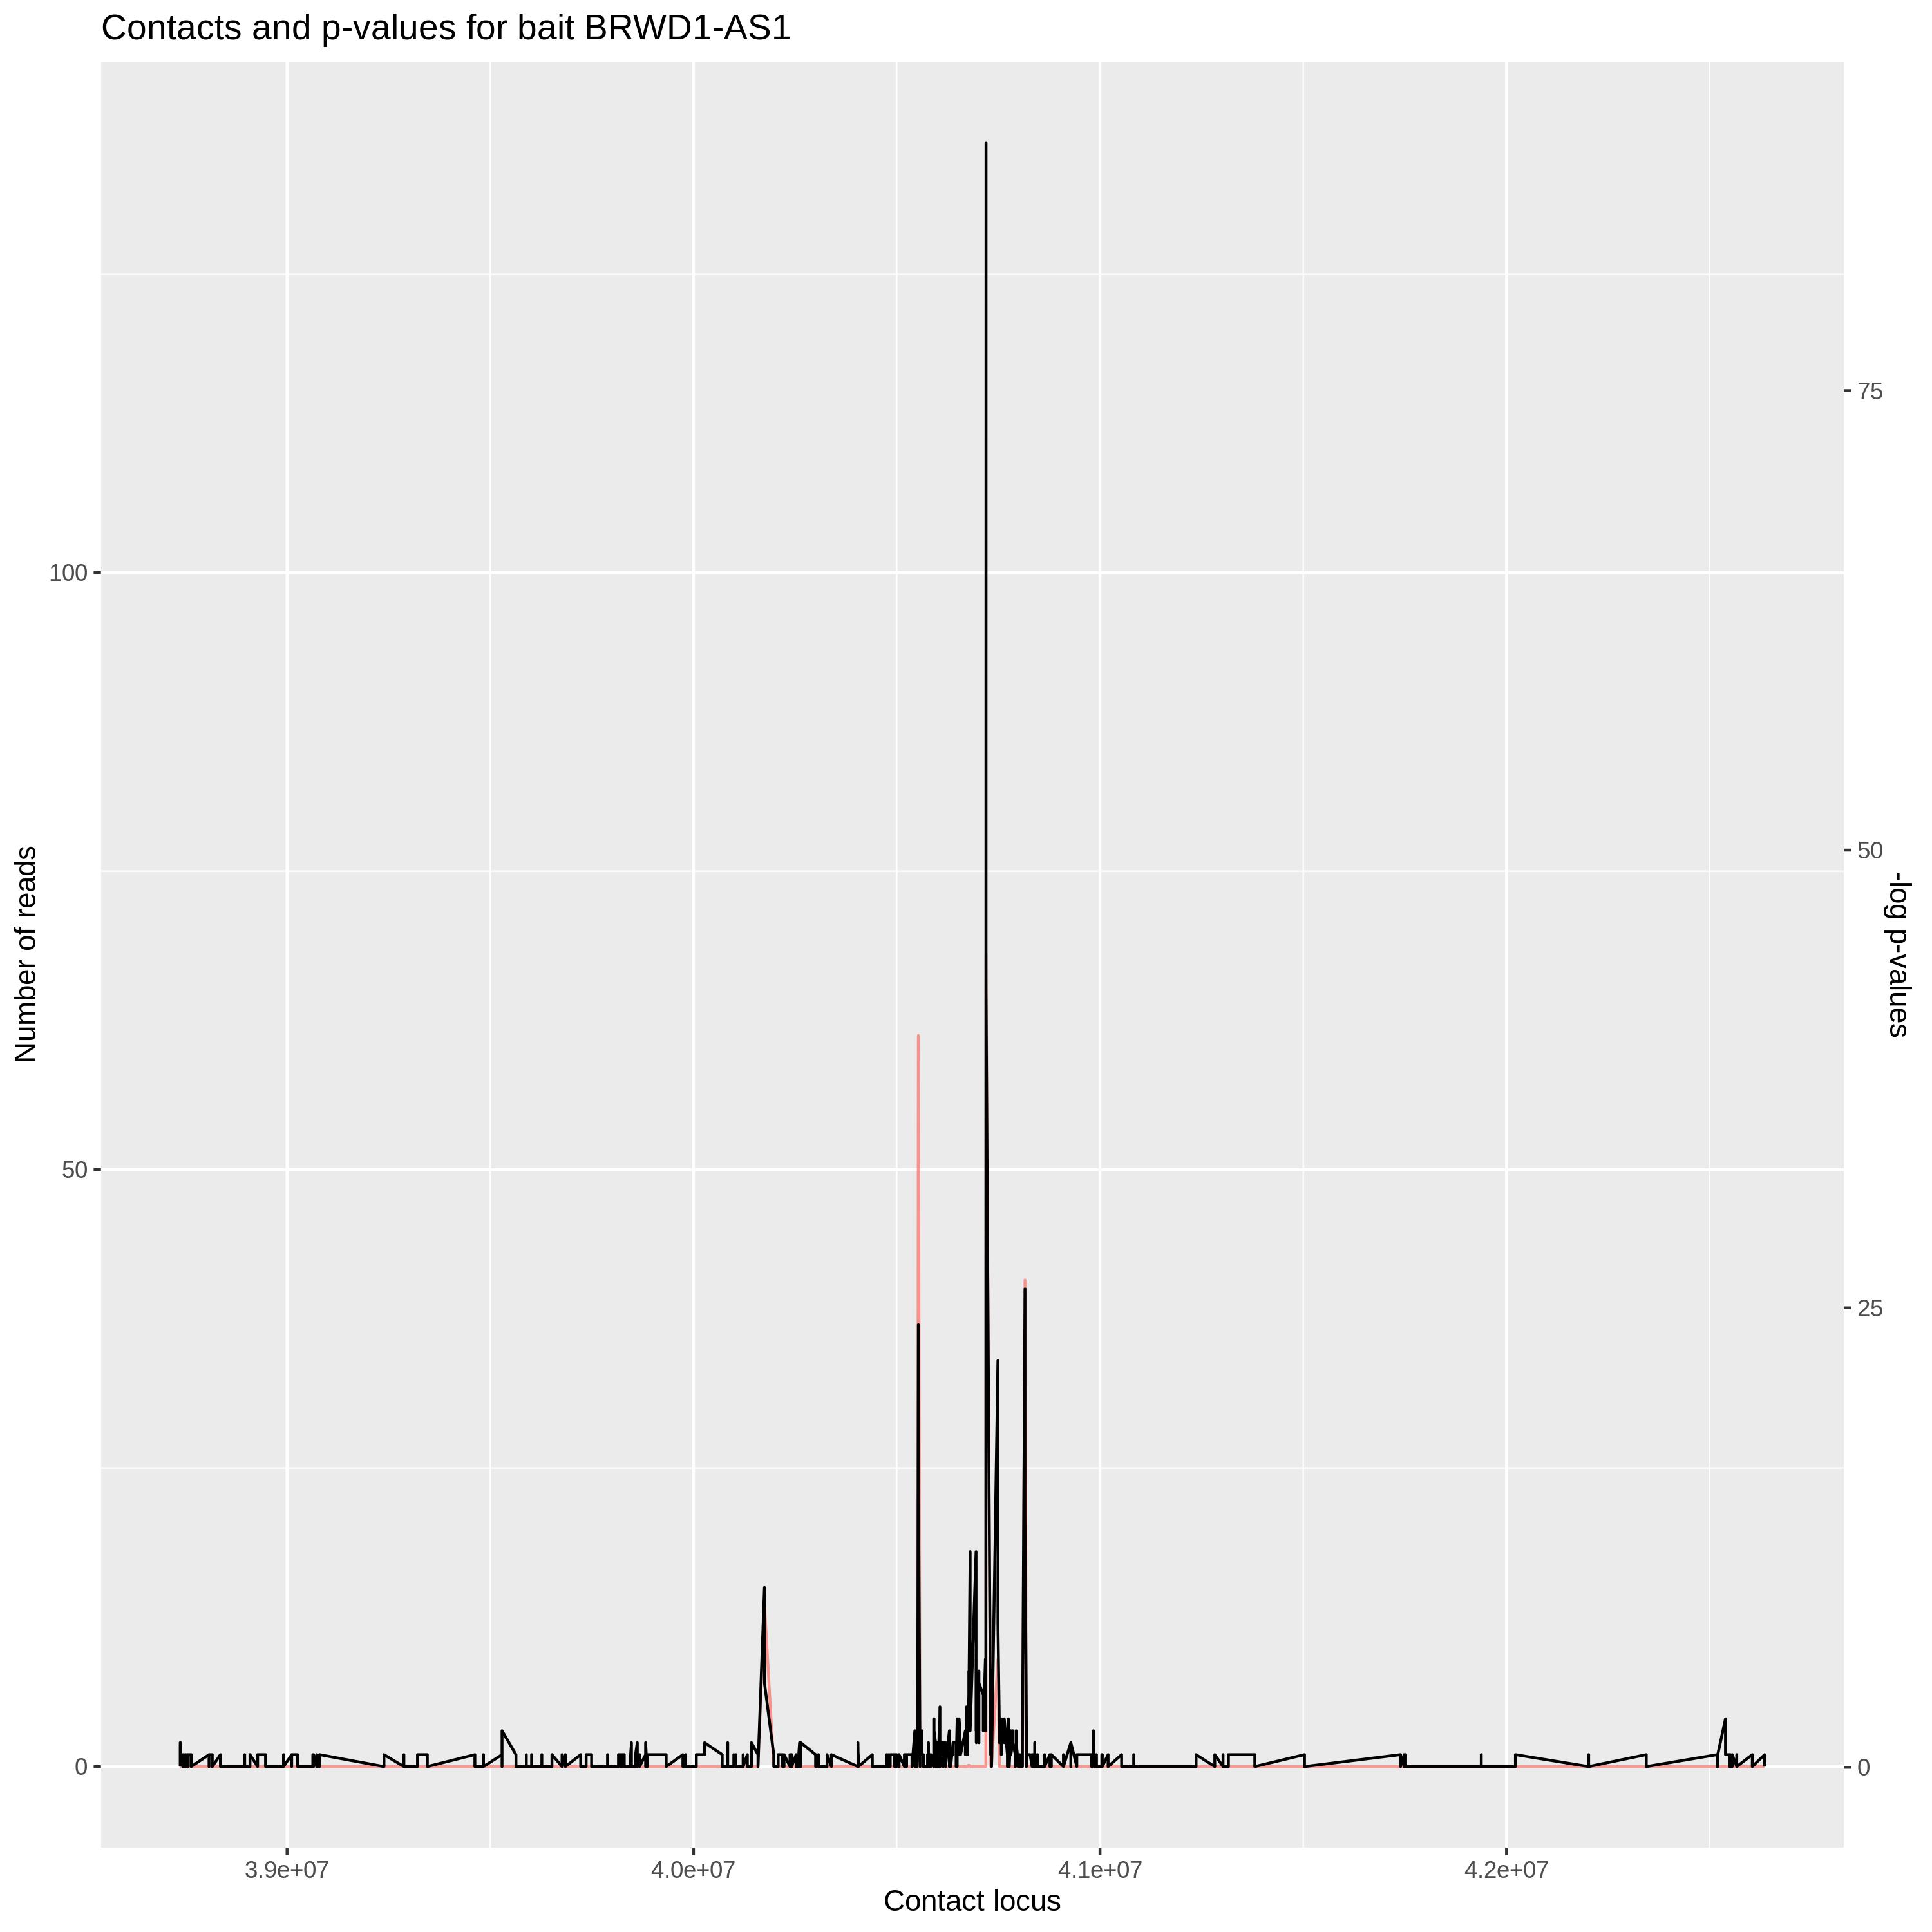 Contacts and p-values for bait BRWD1-AS1
Number of reads
100
50
0
75
50
25
0
-log p-values
3.9e+07
4.0e+07
4.1e+07
4.2e+07
Contact locus